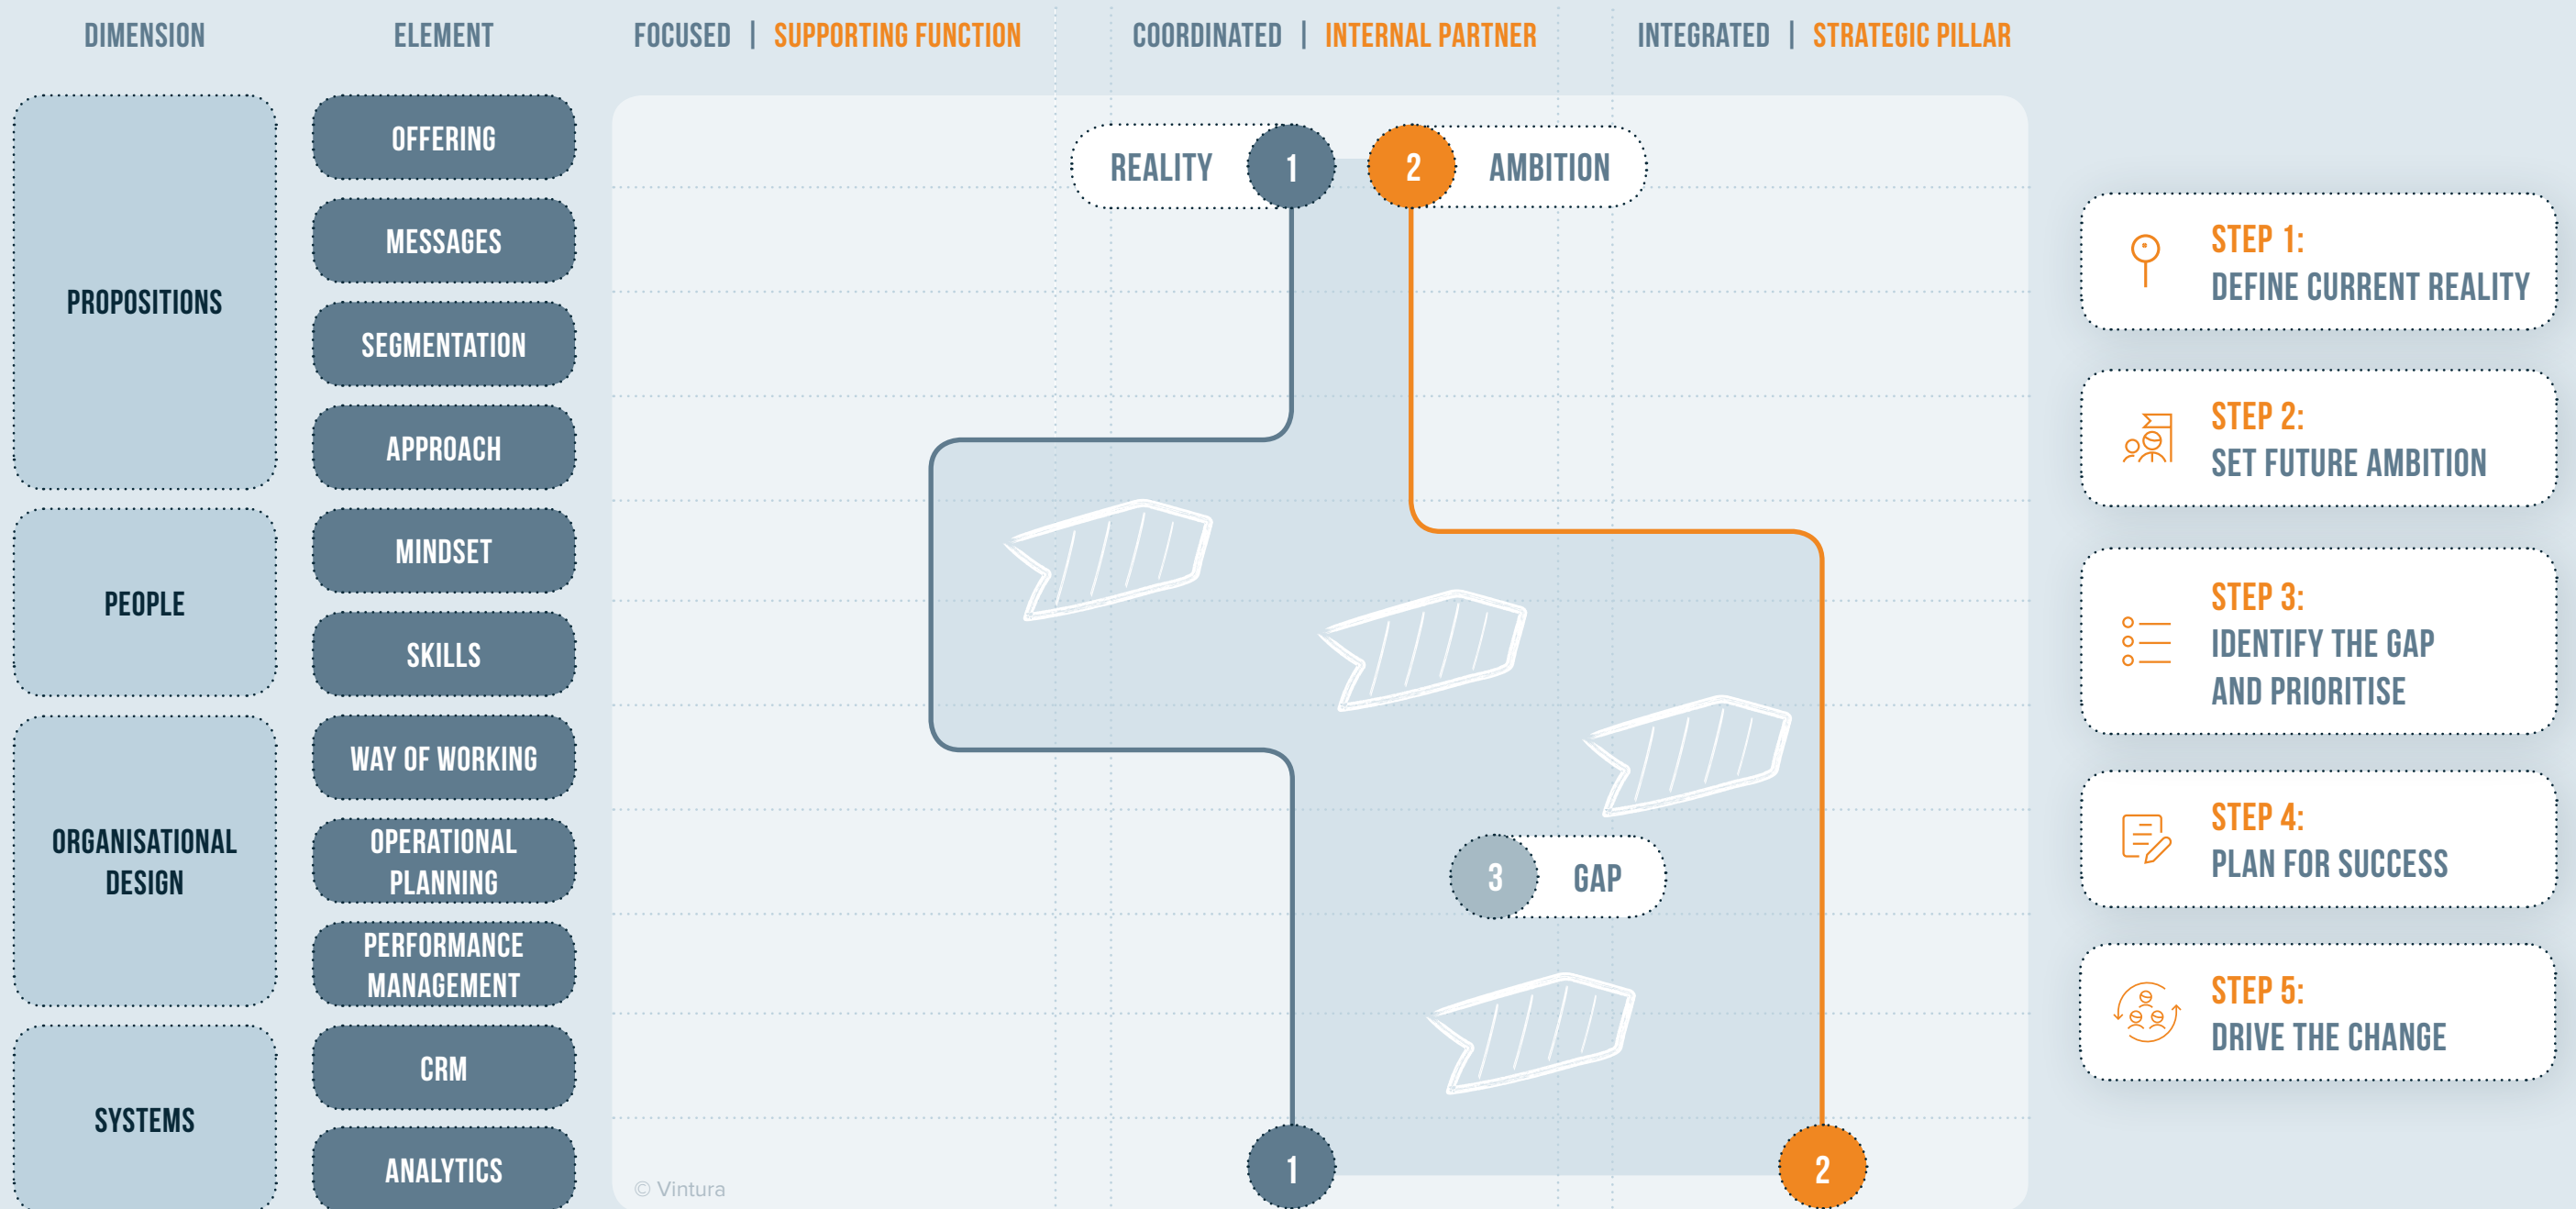 DIMENSION
ELEMENT
FOCUSED | SUPPORTING FUNCTION
COORDINATED | INTERNAL PARTNER
INTEGRATED | STRATEGIC PILLAR
PROPOSITIONS
OFFERING
MESSAGES
SEGMENTATION
APPROACH
PEOPLE
MINDSET
SKILLS
ORGANISATIONAL
DESIGN
WAY OF WORKING
OPERATIONAL
PLANNING
PERFORMANCE
MANAGEMENT
SYSTEMS
CRM
ANALYTICS
REALITY 1
2 AMBITION
3 GAP
1
2
© Vintura
STEP 1:
DEFINE CURRENT REALITY
STEP 2:
SET FUTURE AMBITION
STEP 3:
IDENTIFY THE GAP
AND PRIORITISE
STEP 4:
PLAN FOR SUCCESS
STEP 5:
DRIVE THE CHANGE